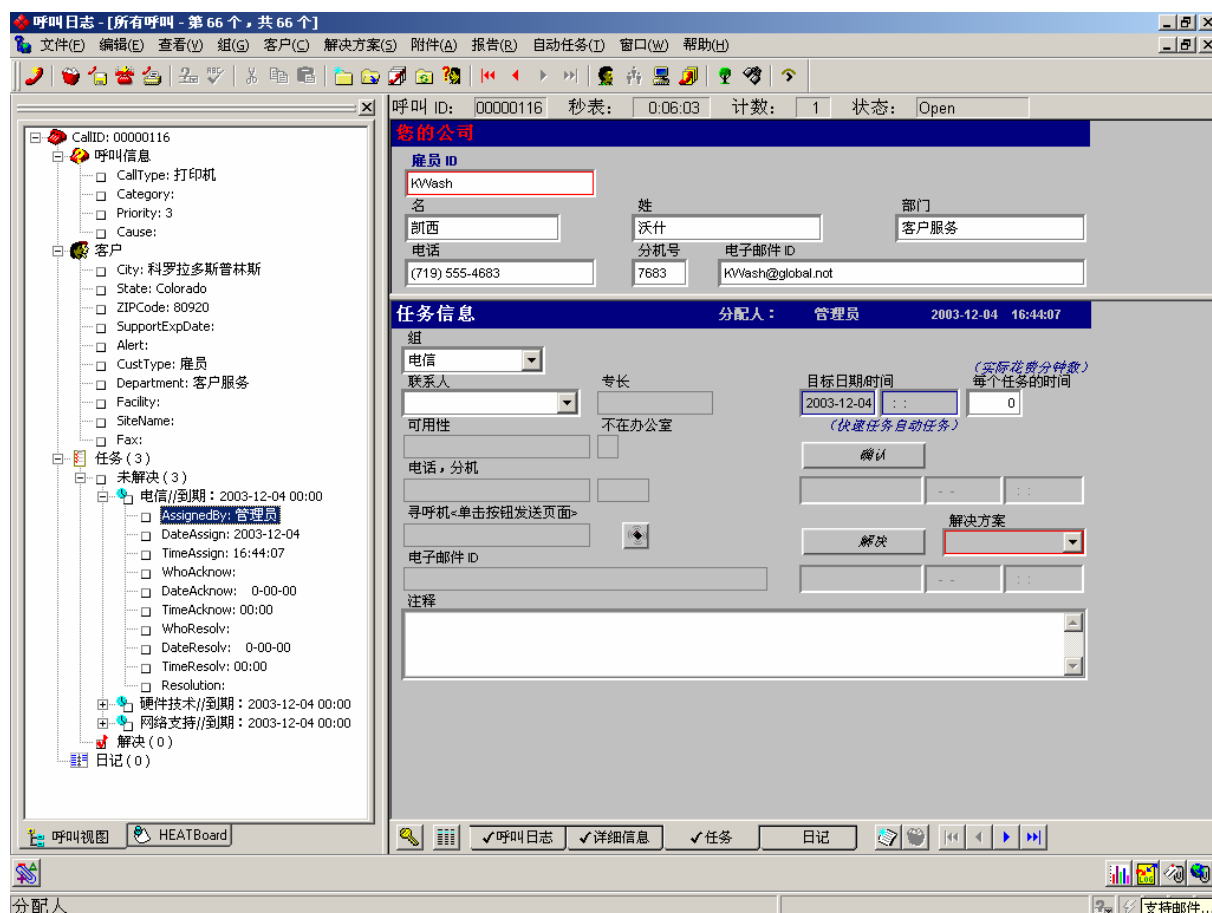 呼叫日志 - [所有呼叫 - 第 66 个，共 66 个]
文件(F) 编辑(E) 查看(V) 组(G) 客户(C) 解决方案(S) 附件(A) 报告(R) 自动任务(T) 窗口(W) 帮助(H)
呼叫 ID: 00000116 秒表: 0:06:03 计数: 1 状态: Open
CallID: 00000116
呼叫信息
CallType: 打印机
Category:
Priority: 3
Cause:
客户
City: 科罗拉多斯普林斯
State: Colorado
ZIPCode: 80920
SupportExpDate:
Alert:
CustType: 雇员
Department: 客户服务
Facility:
SiteName:
Fax:
任务(3)
未解决(3)
电信//到期：2003-12-04 00:00
AssignedBy: 管理员
DateAssign: 2003-12-04
TimeAssign: 16:44:07
WhoAcknow:
DateAcknow: 0-00-00
TimeAcknow: 00:00
WhoResolv:
DateResolv: 0-00-00
TimeResolv: 00:00
Resolution:
硬件技术//到期：2003-12-04 00:00
网络支持//到期：2003-12-04 00:00
解决(0)
日记(0)
呼叫视图 HEATBoard
您的公司
雇员 ID
KWash
名 姓 部门
凯西 沃什 客户服务
电话 分机号 电子邮件 ID
(719) 555-4683 7683 KWash@global.not
任务信息 分配人： 管理员 2003-12-04 16:44:07
组
电信
(实际花费分钟数)
联系人 专长 目标日期/时间 每个任务的时间
2003-12-04 : : 0
可用性 不在办公室 (快速任务自动任务)
确认
电话，分机
- - : :
寻呼机<单击按钮发送页面> 解决方案
解决
电子邮件 ID
- - : :
注释
呼叫日志 详细信息 任务 日记
LOG
分配人 支持邮件...